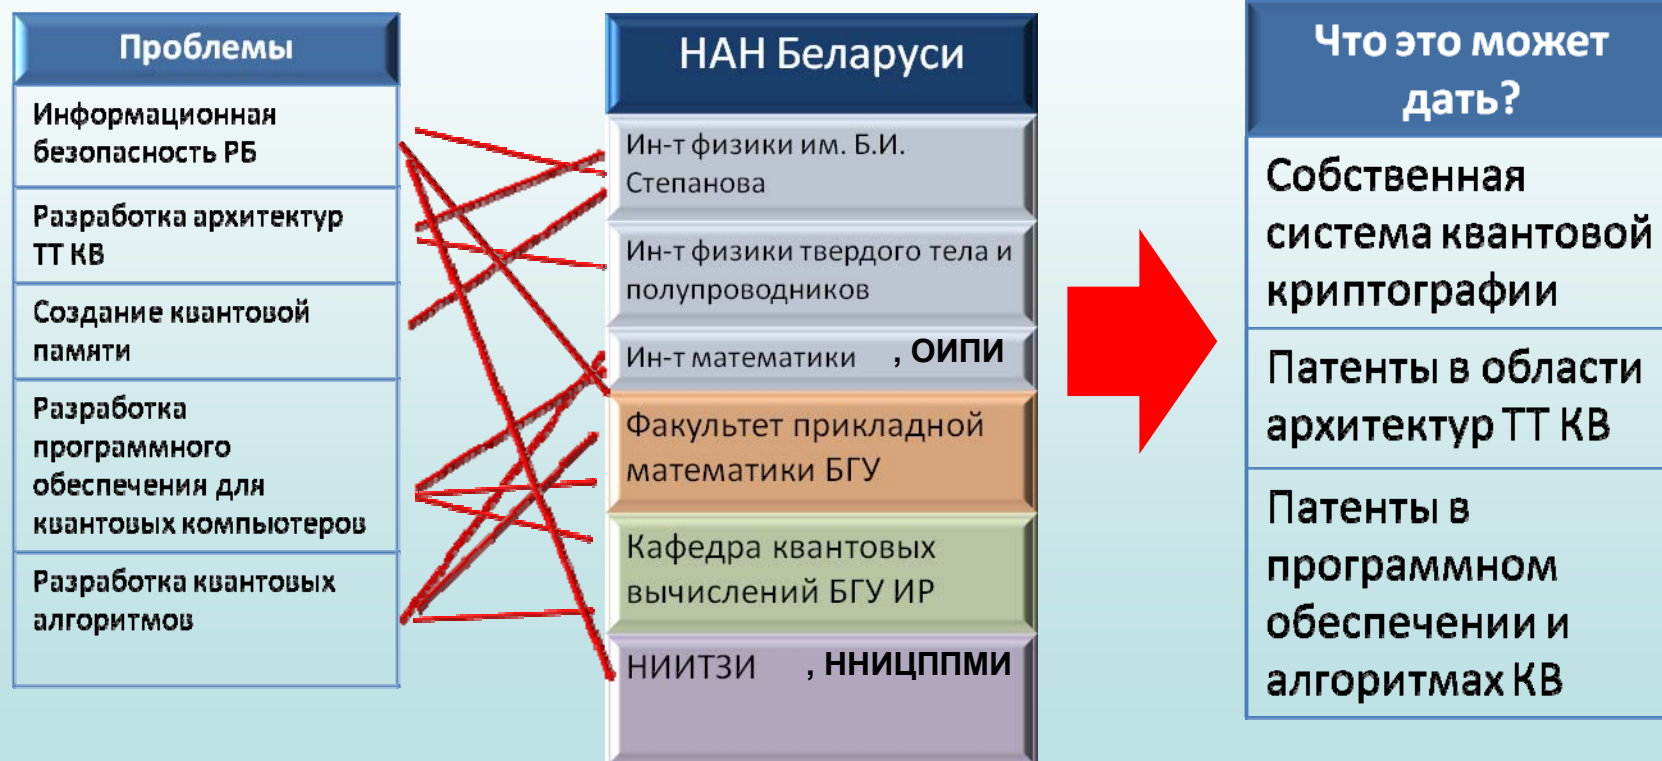 Проблемы
Информационная
безопасность РБ
Разработка архитектур
ТТ КВ
Создание квантовой
памяти
Разработка
программного
обеспечения для
квантовых компьютеров
Разработка квантовых
алгоритмов
НАН Беларуси
Ин-т физики им. Б.И.
Степанова
Ин-т физики твердого тела и
полупроводников
Ин-т математики , ОИПИ
Факультет прикладной
математики БГУ
Кафедра квантовых
вычислений БГУ ИР
НИИТЗИ , ННИЦППМИ
Что это может
дать?
Собственная
система квантовой
криптографии
Патенты в области
архитектур ТТ КВ
Патенты в
программном
обеспечении и
алгоритмах КВ